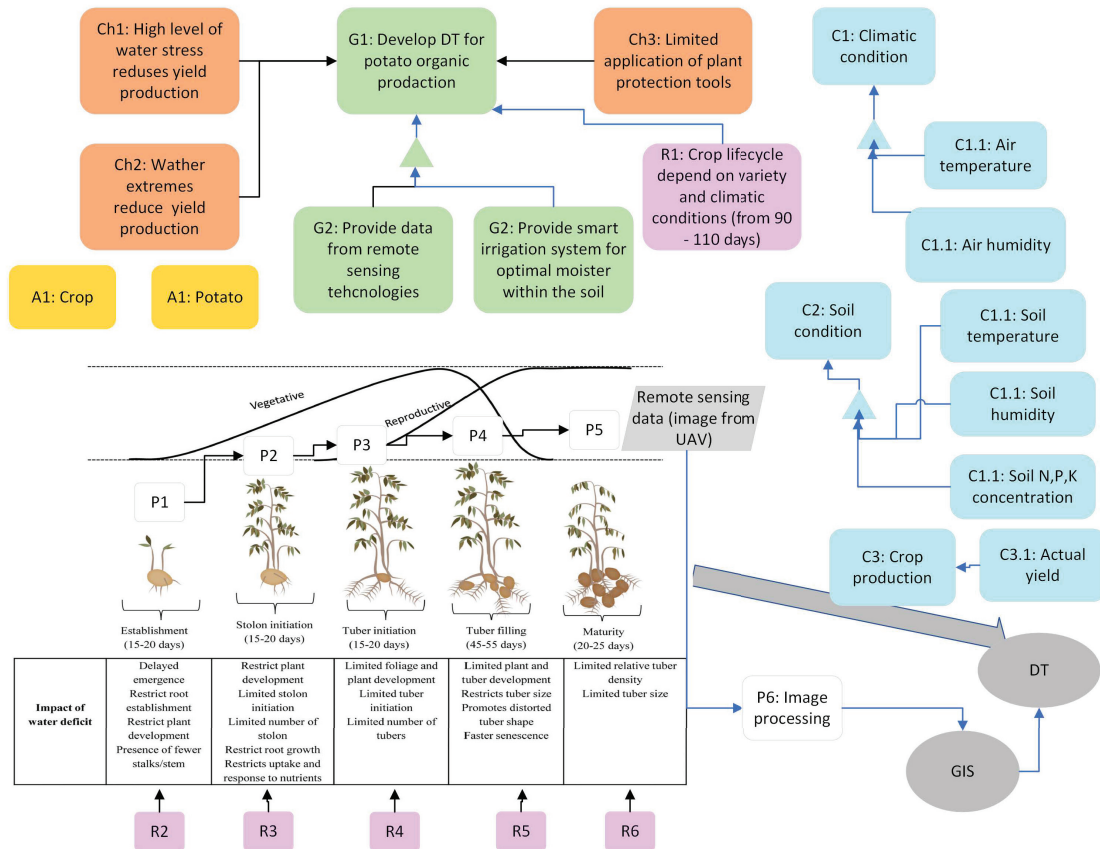 Ch1: High level of
water stress
reduses yield
production
G1: Develop DT for
potato organic
prodaction
Ch3: Limited
application of plant
protection tools
C1: Climatic
condition
C1.1: Air
temperature
C1.1: Air humidity
Ch2: Wather
extremes
reduce yield
production
R1: Crop lifecycle
depend on variety
and climatic
conditions (from 90
- 110 days)
G2: Provide data
from remote
sensing
tehcnologies
G2: Provide smart
irrigation system for
optimal moister
within the soil
A1: Crop
A1: Potato
C2: Soil
condition
C1.1: Soil
temperature
C1.1: Soil
humidity
C1.1: Soil N,P,K
concentration
C3: Crop
production
C3.1: Actual
yield
Vegetative
Reproductive
Remote sensing
data (image from
UAV)
P1
P2
P3
P4
P5
Establishment
(15-20 days)
Stolon initiation
(15-20 days)
Tuber initiation
(15-20 days)
Tuber filling
(45-55 days)
Maturity
(20-25 days)
Impact of
water deficit
Delayed
emergence
Restrict root
establishment
Restrict plant
development
Presence of fewer
stalks/stem
Restrict plant
development
Limited stolon
initiation
Limited number of
stolon
Restrict root growth
Restricts uptake and
response to nutrients
Limited foliage and
plant development
Limited tuber
initiation
Limited number of
tubers
Limited plant and
tuber development
Restricts tuber size
Promotes distorted
tuber shape
Faster senescence
Limited relative tuber
density
Limited tuber size
P6: Image
processing
DT
GIS
R2
R3
R4
R5
R6